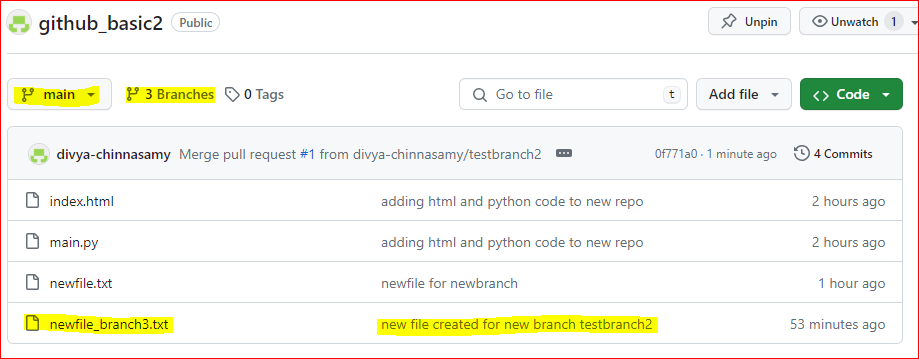 github_basic2 Public Unpin Unwatch 1
main 3 Branches 0 Tags Go to file t Add file Code
divya-chinnasamy Merge pull request #1 from divya-chinnasamy/testbranch2 0f771a0 · 1 minute ago 4 Commits
index.html adding html and python code to new repo 2 hours ago
main.py adding html and python code to new repo 2 hours ago
newfile.txt newfile for newbranch 1 hour ago
newfile_branch3.txt new file created for new branch testbranch2 53 minutes ago